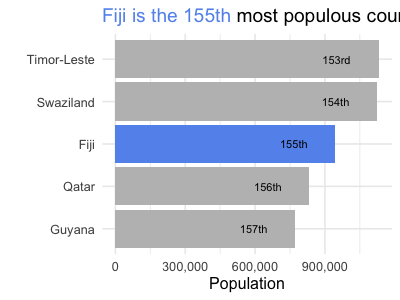 Fiji is the 155th most populous
Timor-Leste 153rd
Swaziland 154th
Fiji 155th
Qatar 156th
Guyana 157th
0 300,000 600,000 900,000
Population